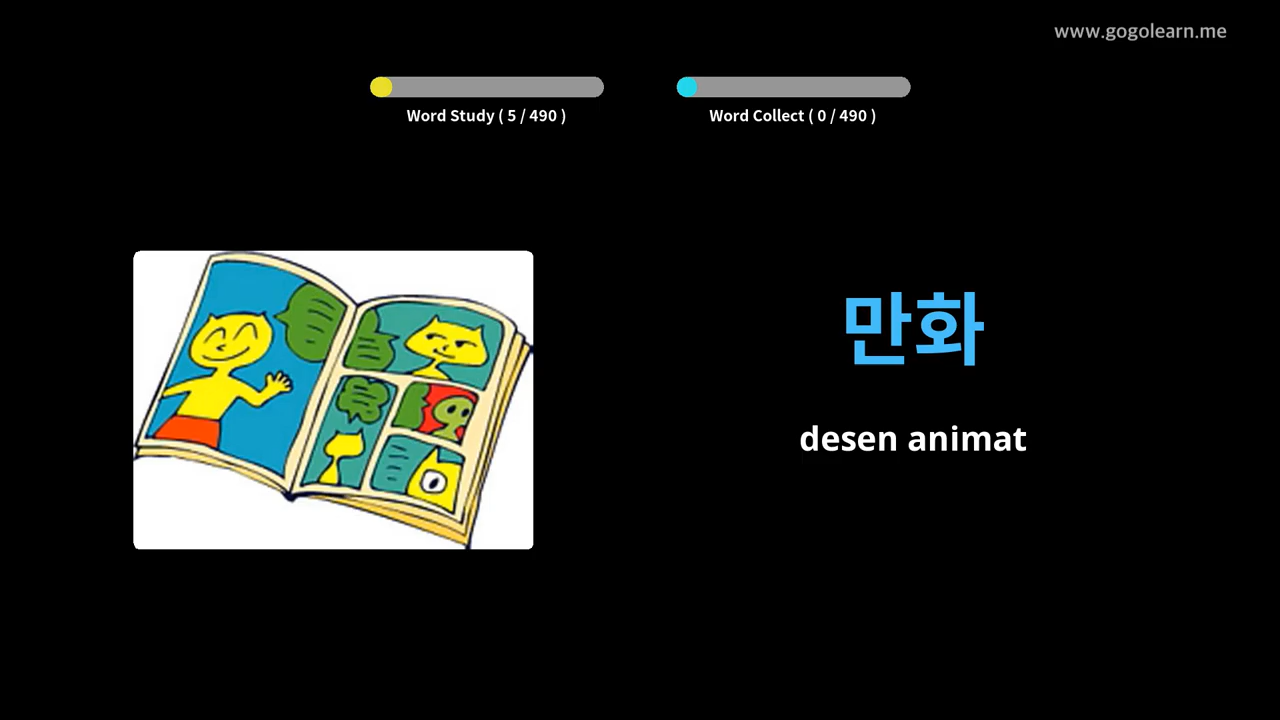 www.gogolearn.me
Word Study ( 5 / 490 )
Word Collect ( 0 / 490 )
만화
desen animat